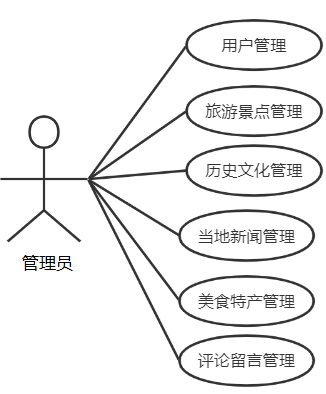 用户管理
旅游景点管理
历史文化管理
当地新闻管理
管理员
美食特产管理
评论留言管理